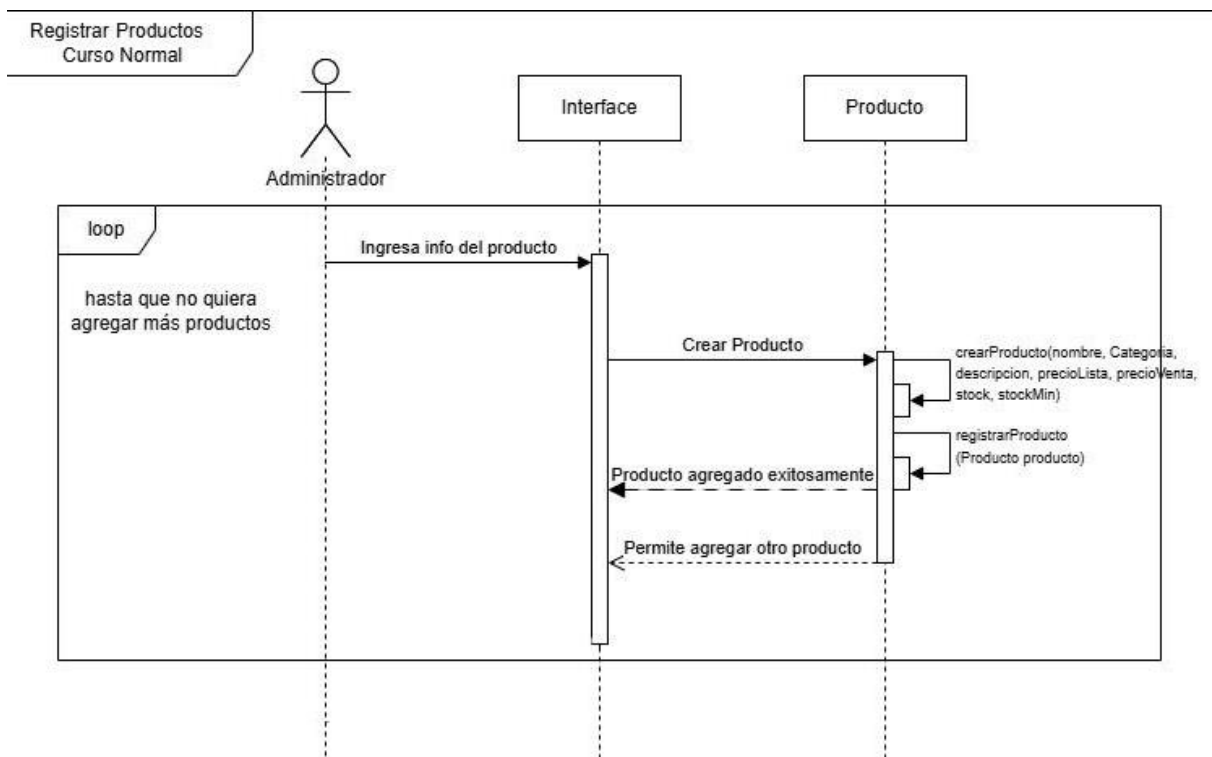 Registrar Productos
Curso Normal
Interface
Producto
Administrador
loop
Ingresa info del producto
hasta que no quiera
agregar más productos
Crear Producto
crearProducto(nombre, Categoria,
descripcion, precioLista, precioVenta,
stock, stockMin)
registrarProducto
(Producto producto)
Producto agregado exitosamente
Permite agregar otro producto